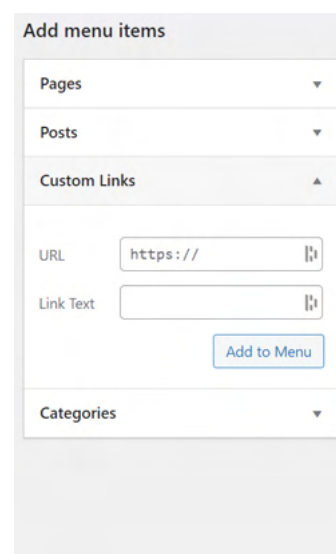 Add menu items
Pages
Posts
Custom Links
URL https://
Link Text
Add to Menu
Categories